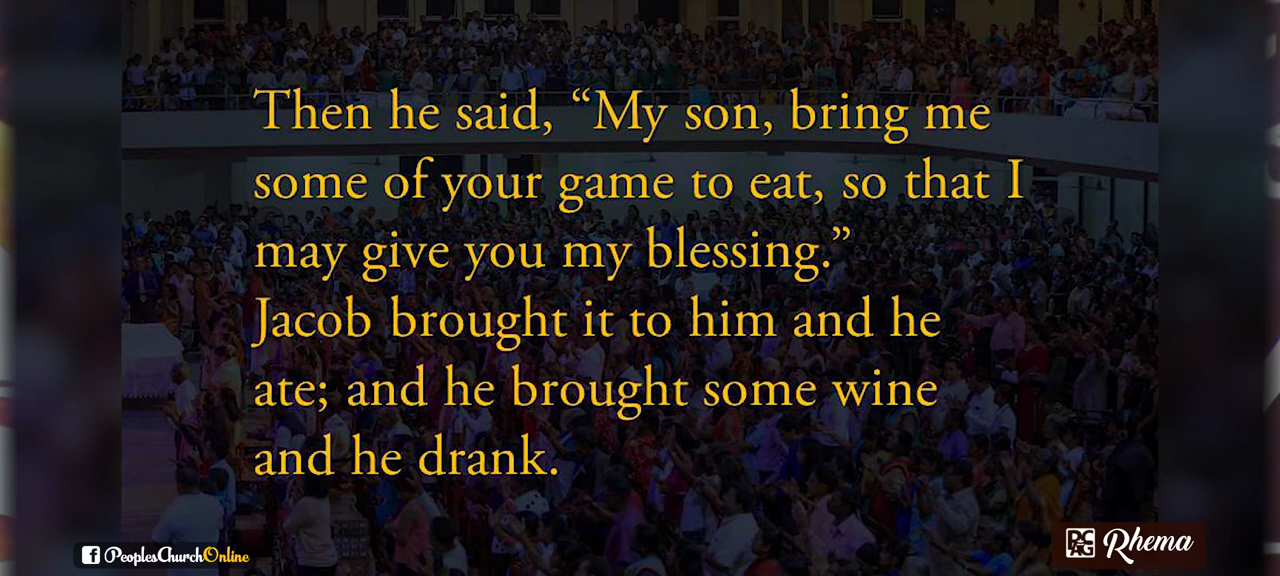 Then he said, “My son, bring me
some of your game to eat, so that I
may give you my blessing.”
Jacob brought it to him and he
ate; and he brought some wine
and he drank.
f PeoplesChurchOnline
PC AG Rhema